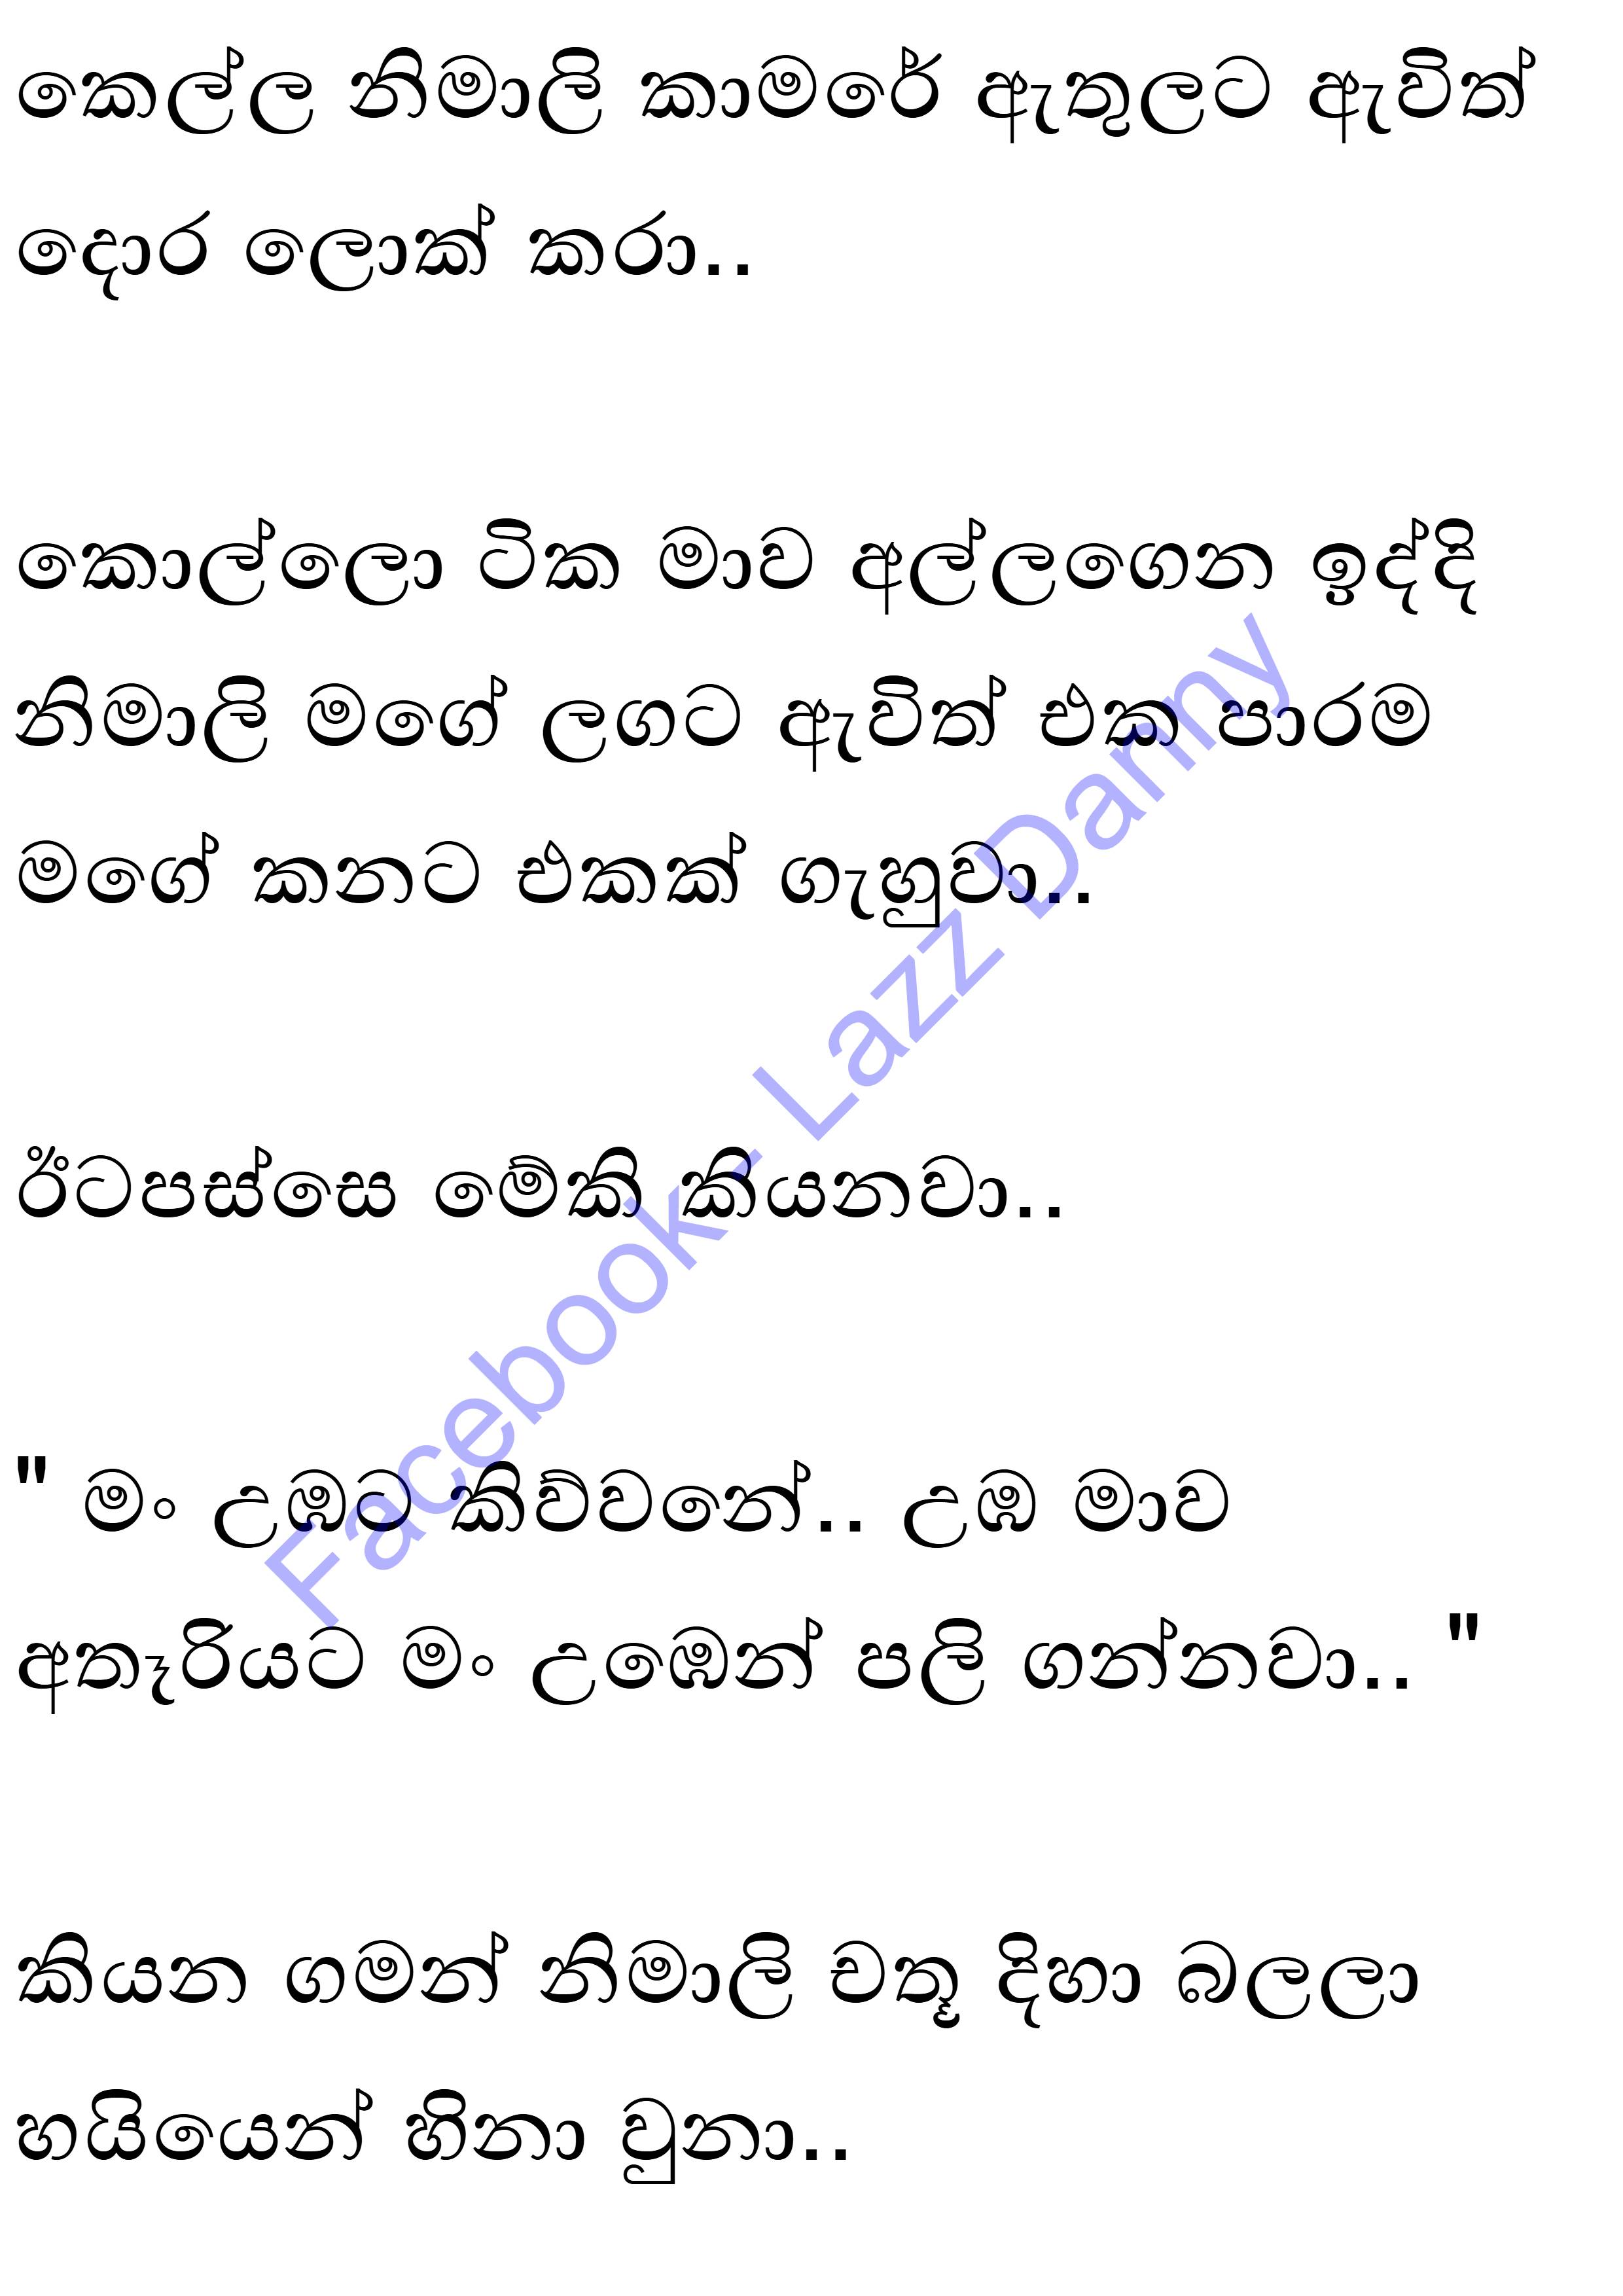 කෙල්ල නිමාලි කාමරේ ඇතුලට ඇවිත්
දොර ලොක් කරා..
කොල්ලො ටික මාව අල්ලගෙන ඉද්දි
නිමාලි මගේ ලගට ඇවිත් එක පාරම
මගේ කනට එකක් ගැහුවා..
ඊටපස්සෙ මේකි කියනවා..
" මං උඹට කිව්වනේ.. උඹ මාව
අතෑරියට මං උඹෙන් පලි ගන්නවා.. "
කියන ගමන් නිමාලි චතූ දිහා බලලා
හයියෙන් හිනා වුනා..
Facebook- Lazz Danny